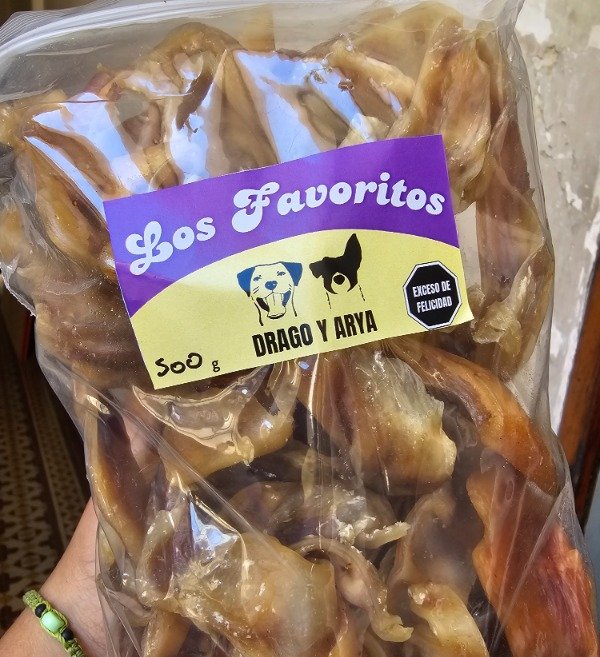 Los Favoritos
EXCESO DE
FELICIDAD
DRAGO Y ARYA
500 g